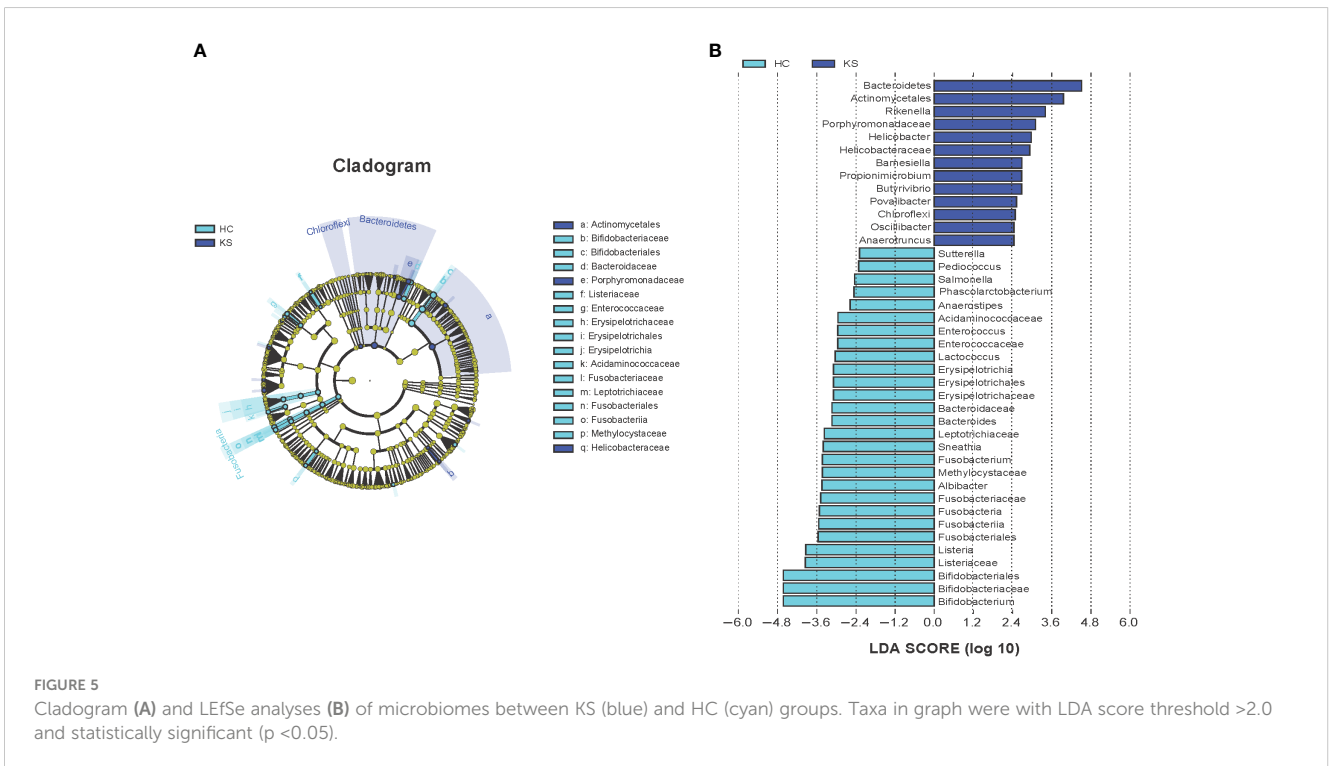 A
Cladogram
HC
KS
Chloroflexi
Bacteroidetes
e
a
Fusobacteria
a: Actinomycetales
b: Bifidobacteriaceae
c: Bifidobacteriales
d: Bacteroidaceae
e: Porphyromonadaceae
f: Listeriaceae
g: Enterococcaceae
h: Erysipelotrichaceae
i: Erysipelotrichales
j: Erysipelotrichia
k: Acidaminococcaceae
l: Fusobacteriaceae
m: Leptotrichiaceae
n: Fusobacteriales
o: Fusobacteriia
p: Methylocystaceae
q: Helicobacteraceae
B
HC KS
Bacteroidetes
Actinomycetales
Rikenella
Porphyromonadaceae
Helicobacter
Helicobacteraceae
Barnesiella
Propionimicrobium
Butyrivibrio
Povalibacter
Chloroflexi
Oscillibacter
Anaerotruncus
Sutterella
Pediococcus
Salmonella
Phascolarctobacterium
Anaerostipes
Acidaminococcaceae
Enterococcus
Enterococcaceae
Lactococcus
Erysipelotrichia
Erysipelotrichales
Erysipelotrichaceae
Bacteroidaceae
Bacteroides
Leptotrichiaceae
Sneathia
Fusobacterium
Methylocystaceae
Albibacter
Fusobacteriaceae
Fusobacteria
Fusobacteriia
Fusobacteriales
Listeria
Listeriaceae
Bifidobacteriales
Bifidobacteriaceae
Bifidobacterium
−6.0 −4.8 −3.6 −2.4 −1.2 0.0 1.2 2.4 3.6 4.8 6.0
LDA SCORE (log 10)
FIGURE 5
Cladogram (A) and LEfSe analyses (B) of microbiomes between KS (blue) and HC (cyan) groups. Taxa in graph were with LDA score threshold >2.0
and statistically significant (p <0.05).